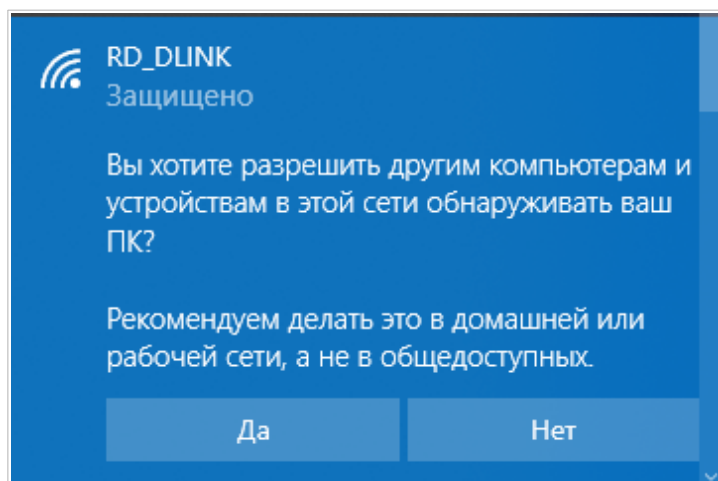 RD_DLINK
Защищено
Вы хотите разрешить другим компьютерам и
устройствам в этой сети обнаруживать ваш
ПК?
Рекомендуем делать это в домашней или
рабочей сети, а не в общедоступных.
Да Нет